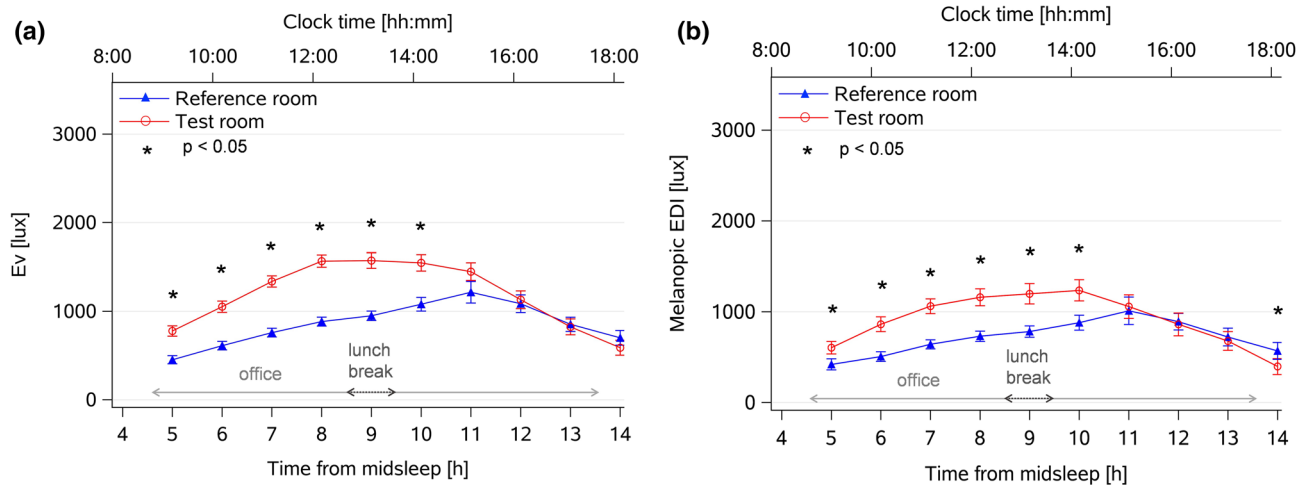 (a)
Clock time [hh:mm]
8:00 10:00 12:00 14:00 16:00 18:00
Reference room
Test room
* p < 0.05
Ev [lux]
3000
2000
1000
0
* * * * * *
office
lunch
break
4 5 6 7 8 9 10 11 12 13 14
Time from midsleep [h]
(b)
Clock time [hh:mm]
8:00 10:00 12:00 14:00 16:00 18:00
Reference room
Test room
* p < 0.05
Melanopic EDI [lux]
3000
2000
1000
0
* * * * * * *
office
lunch
break
4 5 6 7 8 9 10 11 12 13 14
Time from midsleep [h]